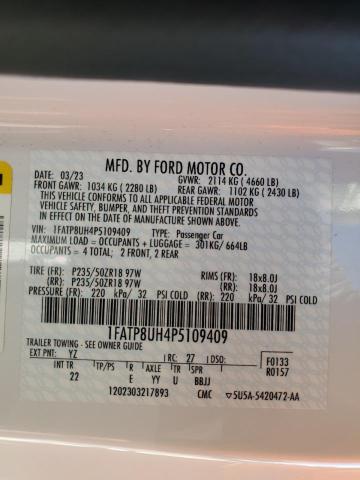 MFD. BY FORD MOTOR CO.
DATE: 03/23 GVWR: 2114 KG ( 4660 LB)
FRONT GAWR: 1034 KG ( 2280 LB) REAR GAWR: 1102 KG ( 2430 LB)
THIS VEHICLE CONFORMS TO ALL APPLICABLE FEDERAL MOTOR
VEHICLE SAFETY, BUMPER, AND THEFT PREVENTION STANDARDS
IN EFFECT ON THE DATE OF MANUFACTURE SHOWN ABOVE.
VIN: 1FATP8UH4P5109409 TYPE: Passenger Car
MAXIMUM LOAD = OCCUPANTS + LUGGAGE = 301KG/ 664LB
OCCUPANTS = 4 TOTAL; 2 FRONT, 2 REAR
TIRE (FR): P235/50ZR18 97W RIMS (FR): 18x8.0J
(RR): P235/50ZR18 97W (RR): 18x8.0J
PRESSURE (FR) 220 kPa/ 32 PSI COLD (RR) 220 kPa/ 32 PSI COLD
1FATP8UH4P5109409
TRAILER TOWING - SEE OWNER GUIDE
EXT PNT: YZ RC: 27 DSO: F0133
INT TR TP/PS R AXLE TR SPR R0157
22 E YY U BBJJ
1202303217893 CMC 5U5A-5420472-AA